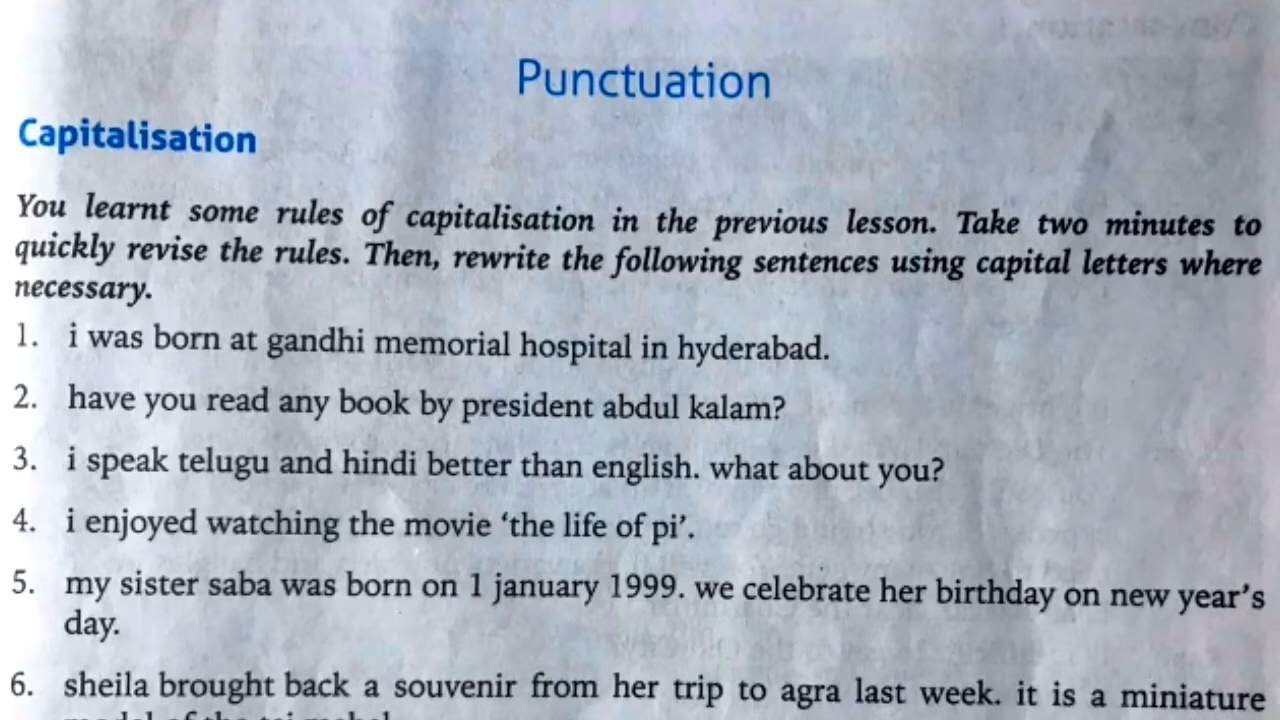 Punctuation
Capitalisation
You learnt some rules of capitalisation in the previous lesson. Take two minutes to
quickly revise the rules. Then, rewrite the following sentences using capital letters where
necessary.
1. i was born at gandhi memorial hospital in hyderabad.
2. have you read any book by president abdul kalam?
3. i speak telugu and hindi better than english. what about you?
4. i enjoyed watching the movie ‘the life of pi’.
5. my sister saba was born on 1 january 1999. we celebrate her birthday on new year’s
day.
6. sheila brought back a souvenir from her trip to agra last week. it is a miniature
model of the taj mahal